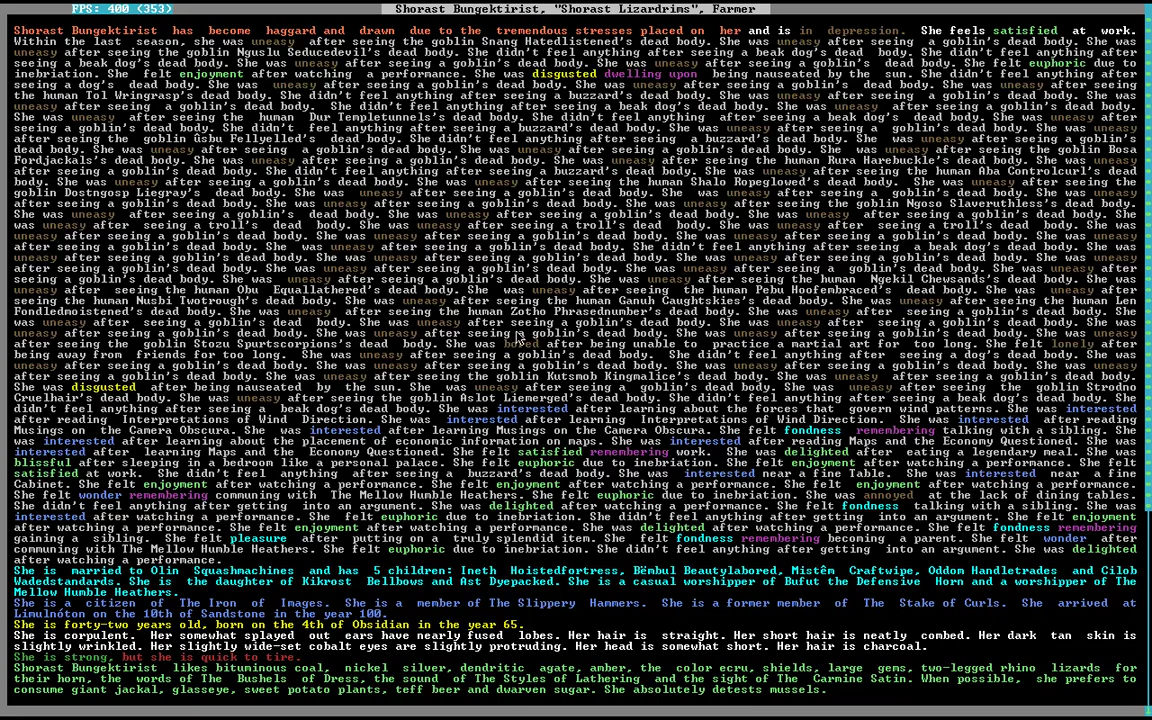 FPS: 400 (353)
Shorast Bungektirist, "Shorast Lizardrims", Farmer
Shorast Bungektirist has become haggard and drawn due to the tremendous stresses placed on her and is in depression. She feels satisfied at work.
Within the last season, she was uneasy after seeing the goblin Snang Hatedlistened's dead body. She was uneasy after seeing a goblin's dead body. She was
uneasy after seeing Nguslu Seducedevil's dead body. She didn't feel anything after seeing a beak dog's dead body. She didn't feel anything after
seeing a beak dog's dead body. She was uneasy after seeing a goblin's dead body. She was uneasy after seeing a goblin's dead body. She felt euphoric due to
inebriation. She felt enjoyment after watching a performance. She was disgusted dwelling upon being nauseated by the sun. She didn't feel anything after
seeing a dog's dead body. She was uneasy after seeing a goblin's dead body. She was uneasy after seeing a goblin's dead body. She was uneasy after seeing
the human Tol Wringrasp's dead body. She didn't feel anything after seeing a buzzard's dead body. She was uneasy after seeing a goblin's dead body. She was
uneasy after seeing a goblin's dead body. She didn't feel anything after seeing a beak dog's dead body. She was uneasy after seeing a goblin's dead body.
She was uneasy after seeing the human Dur Templetunnels's dead body. She didn't feel anything after seeing a beak dog's dead body. She was uneasy after
seeing a goblin's dead body. She didn't feel anything after seeing a buzzard's dead body. She was uneasy after seeing a goblin's dead body. She was uneasy
after seeing the goblin Ûsbu Fellyelled's dead body. She didn't feel anything after seeing a buzzard's dead body. She was uneasy after seeing a goblin's
dead body. She was uneasy after seeing a goblin's dead body. She was uneasy after seeing a goblin's dead body. She was uneasy after seeing the goblin Bosa
Fordjackals's dead body. She was uneasy after seeing a goblin's dead body. She was uneasy after seeing the human Rura Harebuckle's dead body. She was uneasy
after seeing a goblin's dead body. She didn't feel anything after seeing a buzzard's dead body. She was uneasy after seeing the human Aba Controlcurl's dead
body. She was uneasy after seeing a goblin's dead body. She was uneasy after seeing the human Shalo Ropegloved's dead body. She was uneasy after seeing the
goblin Dostngosp Liegray's dead body. She was uneasy after seeing a goblin's dead body. She was uneasy after seeing a goblin's dead body. She was uneasy
after seeing a goblin's dead body. She was uneasy after seeing a goblin's dead body. She was uneasy after seeing the goblin Ngoso Slaveruthless's dead body.
She was uneasy after seeing a goblin's dead body. She was uneasy after seeing a goblin's dead body. She was uneasy after seeing a goblin's dead body. She
was uneasy after seeing a troll's dead body. She was uneasy after seeing a troll's dead body. She was uneasy after seeing a troll's dead body. She was
uneasy after seeing a goblin's dead body. She was uneasy after seeing a goblin's dead body. She was uneasy after seeing a goblin's dead body. She was uneasy
after seeing a goblin's dead body. She was uneasy after seeing a goblin's dead body. She didn't feel anything after seeing a beak dog's dead body. She was
uneasy after seeing a goblin's dead body. She was uneasy after seeing a goblin's dead body. She was uneasy after seeing a goblin's dead body. She was uneasy
after seeing a goblin's dead body. She was uneasy after seeing a goblin's dead body. She was uneasy after seeing a goblin's dead body. She was uneasy after
seeing a goblin's dead body. She was uneasy after seeing a goblin's dead body. She was uneasy after seeing the human Ngekil Chewsands's dead body. She was
uneasy after seeing the human Obu Equallathered's dead body. She was uneasy after seeing the human Pebu Hoofembraced's dead body. She was uneasy after
seeing the human Nusbi Twotrough's dead body. She was uneasy after seeing the human Ganuh Caughtskies's dead body. She was uneasy after seeing the human Len
Fondledmoistened's dead body. She was uneasy after seeing the human Zotho Phrasednumber's dead body. She was uneasy after seeing a goblin's dead body. She
was uneasy after seeing a goblin's dead body. She was uneasy after seeing a goblin's dead body. She was uneasy after seeing a goblin's dead body. She was
uneasy after seeing a goblin's dead body. She was uneasy after seeing a goblin's dead body. She was uneasy after seeing a goblin's dead body. She was uneasy
after seeing the goblin Stozu Spurtscorpions's dead body. She was bored after being unable to practice a martial art for too long. She felt lonely after
being away from friends for too long. She was uneasy after seeing a goblin's dead body. She didn't feel anything after seeing a dog's dead body. She was
uneasy after seeing a goblin's dead body. She was uneasy after seeing a goblin's dead body. She was uneasy after seeing a goblin's dead body. She was uneasy
after seeing a goblin's dead body. She was uneasy after seeing the goblin Kutsmob Kingmalice's dead body. She was uneasy after seeing a goblin's dead body.
She was disgusted after being nauseated by the sun. She was uneasy after seeing a goblin's dead body. She was uneasy after seeing the goblin Stroun
Cruelhair's dead body. She was uneasy after seeing the goblin Aslot Liemerged's dead body. She was uneasy after seeing a goblin's dead body. She
didn't feel anything after seeing a beak dog's dead body. She was interested after learning about the forces that govern wind patterns. She was interested
after reading Interpretations of Wind Direction. She was interested after learning Interpretations of Wind Direction. She was interested after reading
Musings on the Camera Obscura. She was interested after learning Musings on the Camera Obscura. She felt fondness remembering talking with a sibling. She
was interested after learning about the placement of economic information on maps. She was interested after reading Maps and the Economy Questioned. She was
interested after learning Maps and the Economy Questioned. She felt satisfied remembering work. She was delighted after eating a legendary meal. She was
blissful after sleeping in a bedroom like a personal palace. She felt euphoric due to inebriation. She felt enjoyment after watching a performance. She felt
satisfied at work. She didn't feel anything after seeing a buzzard's dead body. She was interested near a fine Table. She was interested near a fine
Cabinet. She felt enjoyment after watching a performance. She felt enjoyment after watching a performance. She felt enjoyment after watching a performance.
She felt wonder remembering communing with The Mellow Humble Heathers. She felt euphoric due to inebriation. She was annoyed at the lack of dining tables.
She didn't feel anything after getting into an argument. She was delighted after watching a performance. She felt fondness talking with a sibling. She was
interested after watching a performance. She felt euphoric due to inebriation. She didn't feel anything after getting into an argument. She felt enjoyment
after watching a performance. She felt enjoyment after watching a performance. She was delighted after watching a performance. She felt fondness remembering
gaining a sibling. She felt pleasure after putting on a truly splendid item. She felt fondness remembering becoming a parent. She felt wonder after
communing with The Mellow Humble Heathers. She felt euphoric due to inebriation. She didn't feel anything after getting into an argument. She was delighted
after watching a performance.
She is married to Olin Squashmachines and has 5 children: Ineth Hoistedfortress, Bëmbul Beautylabored, Mistêm Craftwipe, Oddom Handletrades and Cilob
Wadedstandards. She is the daughter of Kikrost Bellbows and Ast Dyepacked. She is a casual worshipper of Bufut the Defensive Horn and a worshipper of The
Mellow Humble Heathers.
She is a citizen of The Iron of Images. She is a member of The Slippery Hammers. She is a former member of The Stake of Curls. She arrived at
Limulnóton on the 10th of Sandstone in the year 100.
She is forty-two years old, born on the 4th of Obsidian in the year 65.
She is corpulent. Her somewhat splayed out ears have nearly fused lobes. Her hair is straight. Her short hair is neatly combed. Her dark tan skin is
slightly wrinkled. Her slightly wide-set cobalt eyes are slightly protruding. Her head is somewhat short. Her hair is charcoal.
She is strong, but she is quick to tire.
Shorast Bungektirist likes bituminous coal, nickel silver, dendritic agate, amber, the color ecru, shields, large gems, two-legged rhino lizards for
their horn, the words of The Bushels of Dress, the sound of The Styles of Lathering and the sight of The Carmine Satin. When possible, she prefers to
consume giant jackal, glasseye, sweet potato plants, teff beer and dwarven sugar. She absolutely detests mussels.